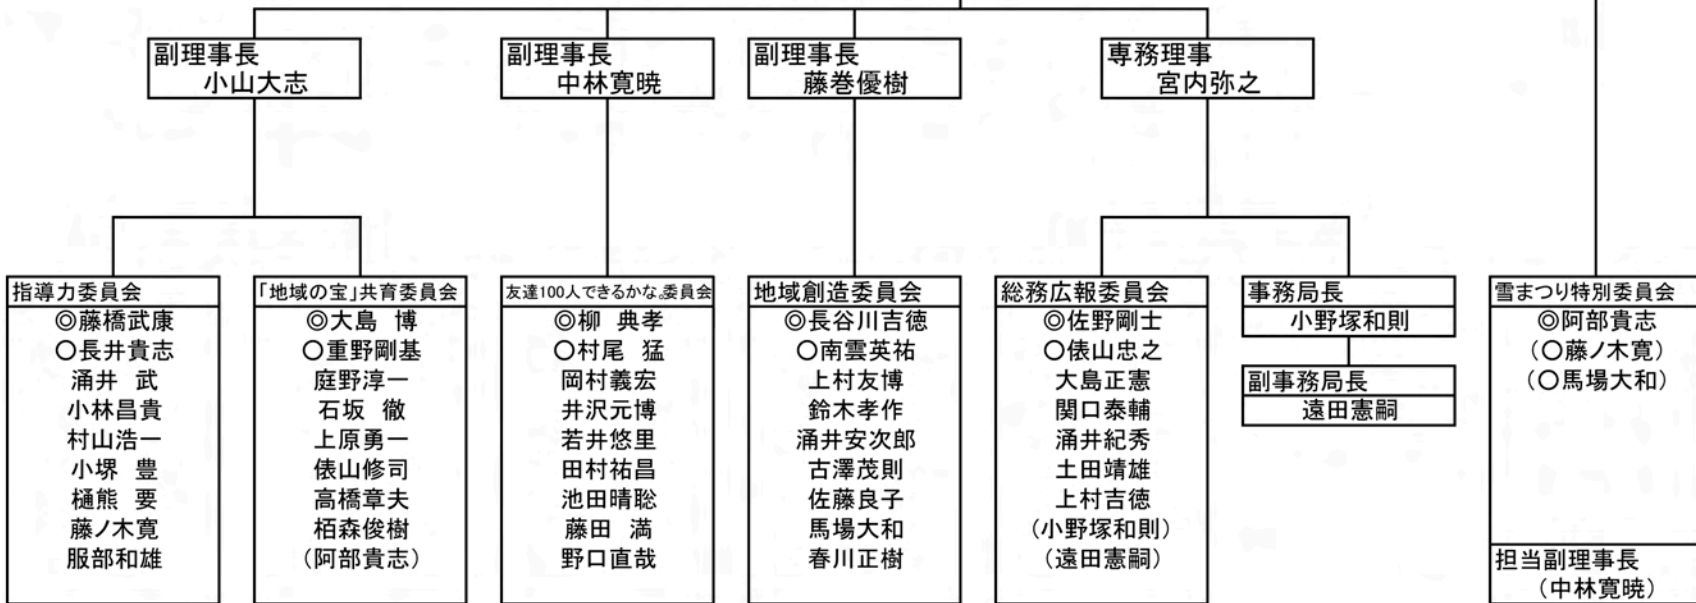 副理事長
小山大志
副理事長
中林寛暁
副理事長
藤巻優樹
専務理事
宮内弥之
指導力委員会
◎藤橋武康
○長井貴志
涌井 武
小林昌貴
村山浩一
小堺 豊
樋熊 要
藤ノ木寛
服部和雄
「地域の宝」共育委員会
◎大島 博
○重野剛基
庭野淳一
石坂 徹
上原勇一
俵山修司
高橋章夫
栢森俊樹
(阿部貴志)
友達100人できるかな。委員会
◎柳 典孝
○村尾 猛
岡村義宏
井沢元博
若井悠里
田村祐昌
池田晴聡
藤田 満
野口直哉
地域創造委員会
◎長谷川吉徳
○南雲英祐
上村友博
鈴木孝作
涌井安次郎
古澤茂則
佐藤良子
馬場大和
春川正樹
総務広報委員会
◎佐野剛士
○俵山忠之
大島正憲
関口泰輔
涌井紀秀
土田靖雄
上村吉徳
(小野塚和則)
(遠田憲嗣)
事務局長
小野塚和則
副事務局長
遠田憲嗣
雪まつり特別委員会
◎阿部貴志
(○藤ノ木寛)
(○馬場大和)
担当副理事長
(中林寛暁)